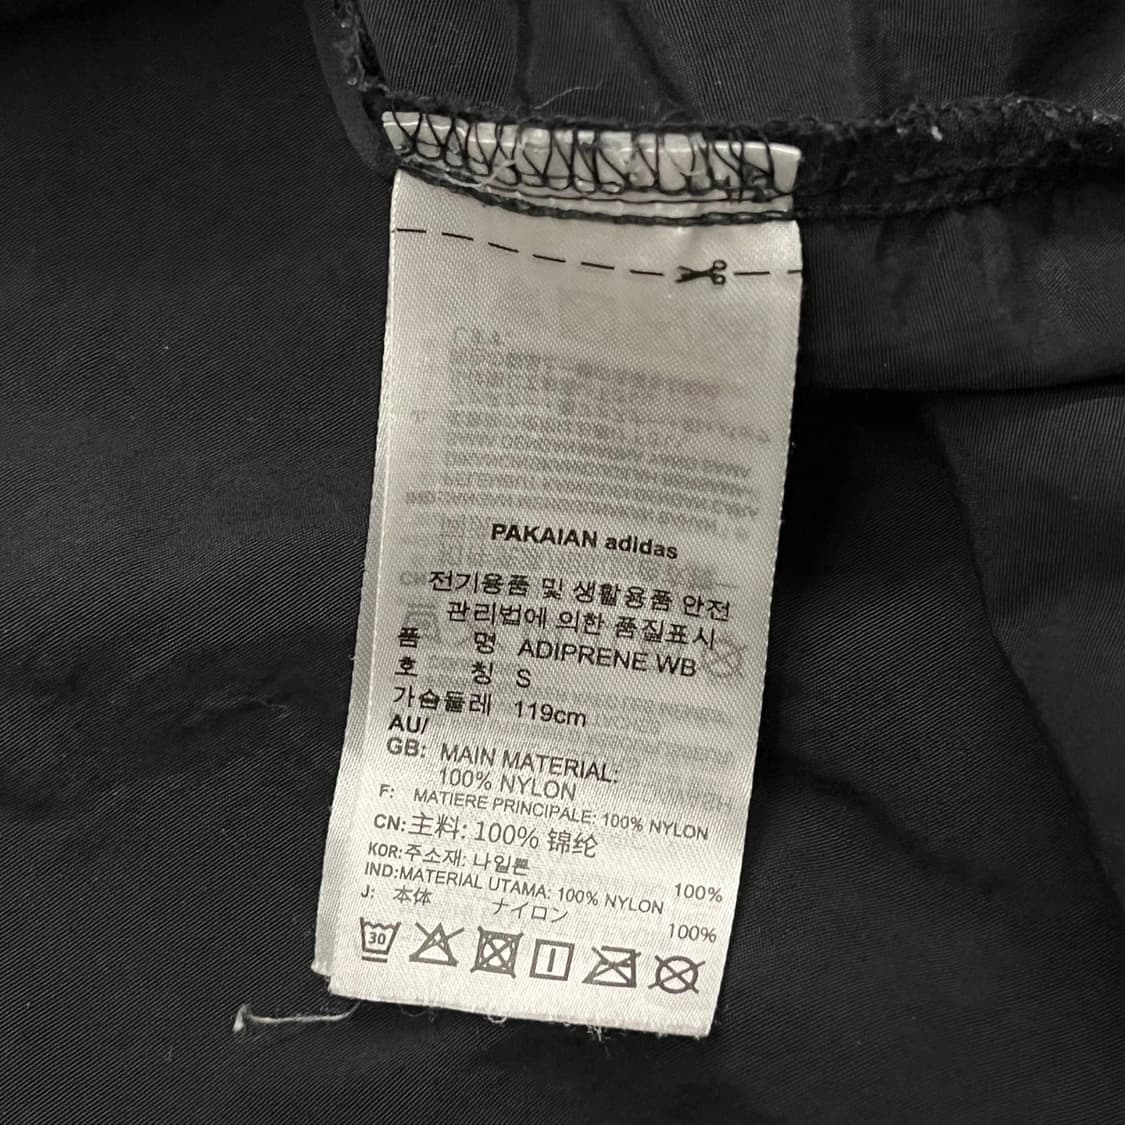 PAKAIAN adidas
전기용품 및 생활용품 안전
관리법에 의한 품질표시
품 명 ADIPRENE WB
호 칭 S
가슴둘레 119cm
AU/
GB: MAIN MATERIAL:
100% NYLON
F: MATIERE PRINCIPALE: 100% NYLON
CN:主料: 100% 锦纶
KOR:주소재: 나일론 100%
IND:MATERIAL UTAMA: 100% NYLON
J: 本体 ナイロン 100%
30